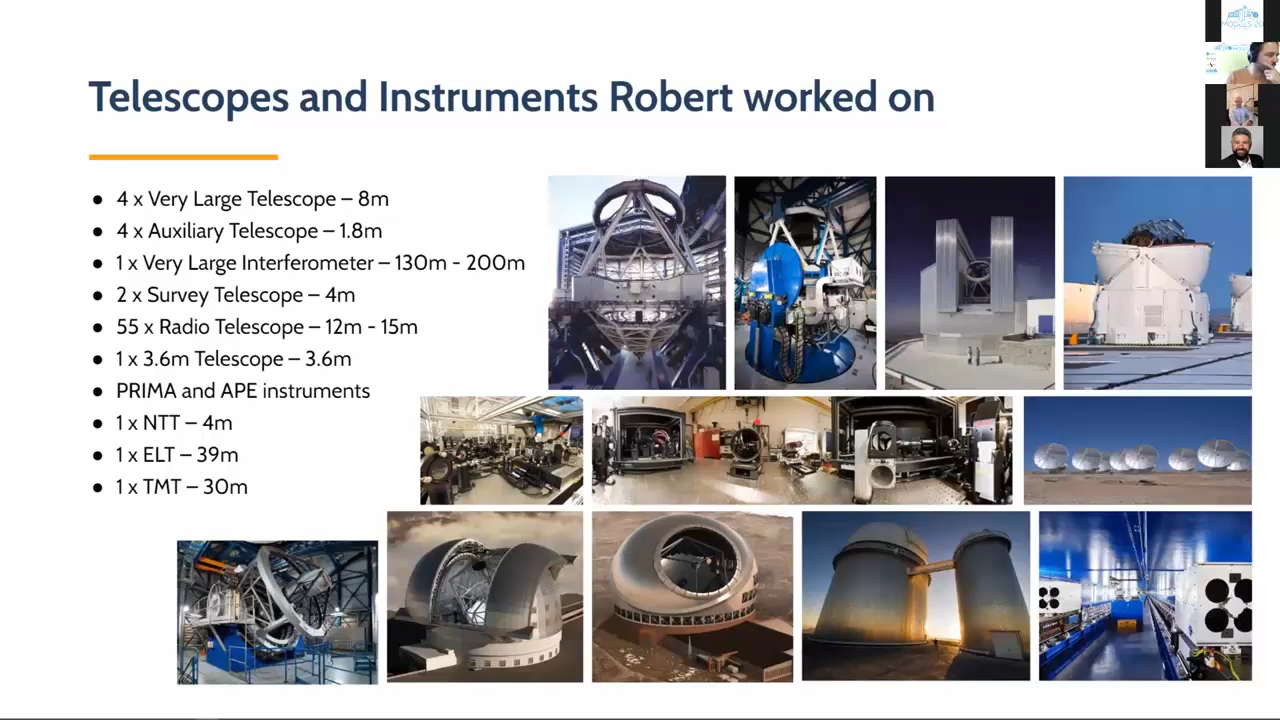 Telescopes and Instruments Robert worked on
● 4 x Very Large Telescope – 8m
● 4 x Auxiliary Telescope – 1.8m
● 1 x Very Large Interferometer – 130m - 200m
● 2 x Survey Telescope – 4m
● 55 x Radio Telescope – 12m - 15m
● 1 x 3.6m Telescope – 3.6m
● PRIMA and APE instruments
● 1 x NTT – 4m
● 1 x ELT – 39m
● 1 x TMT – 30m